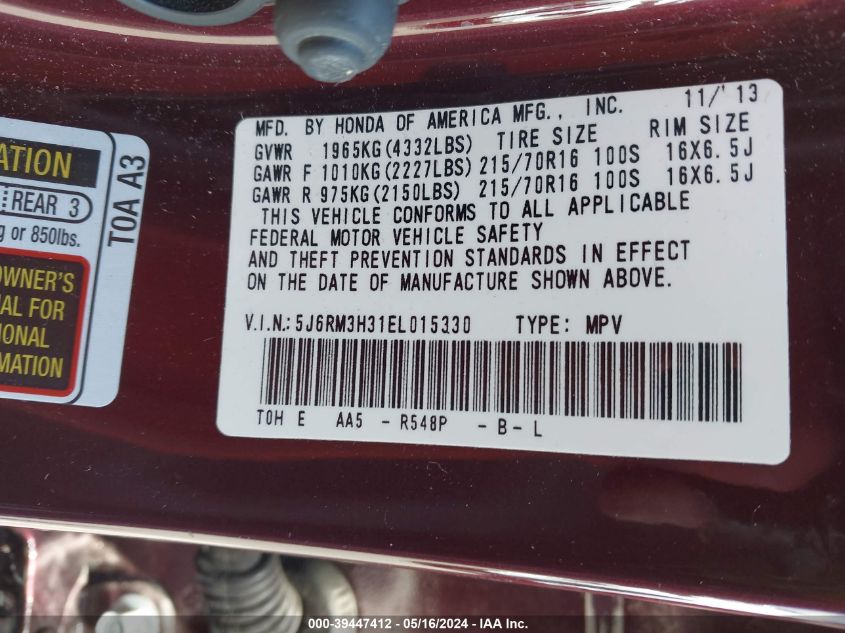 MFD. BY HONDA OF AMERICA MFG., INC. 11/'13
GVWR 1965KG(4332LBS) TIRE SIZE RIM SIZE
GAWR F 1010KG(2227LBS) 215/70R16 100S 16X6.5J
GAWR R 975KG(2150LBS) 215/70R16 100S 16X6.5J
THIS VEHICLE CONFORMS TO ALL APPLICABLE
FEDERAL MOTOR VEHICLE SAFETY
AND THEFT PREVENTION STANDARDS IN EFFECT
ON THE DATE OF MANUFACTURE SHOWN ABOVE.
V.I.N.: 5J6RM3H31EL015330 TYPE: MPV
T0H E AA5 - R548P - B - L
ATION
REAR 3
g or 850lbs.
T0A A3
OWNER'S
AL FOR
IONAL
MATION
000-39447412 - 05/16/2024 - IAA Inc.